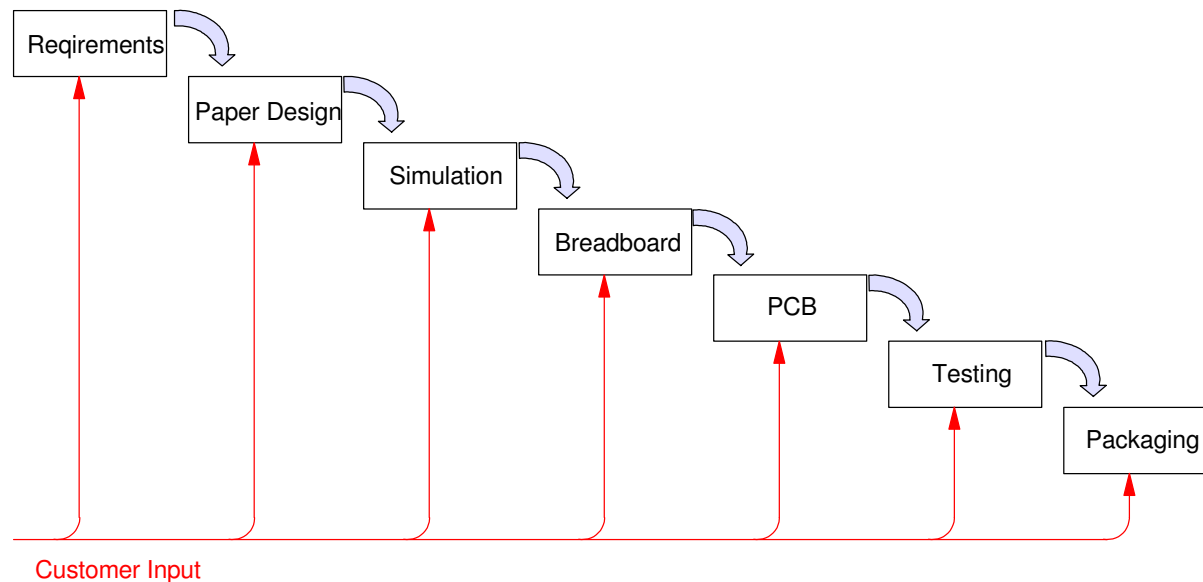 Reqirements
Paper Design
Simulation
Breadboard
PCB
Testing
Packaging
Customer Input